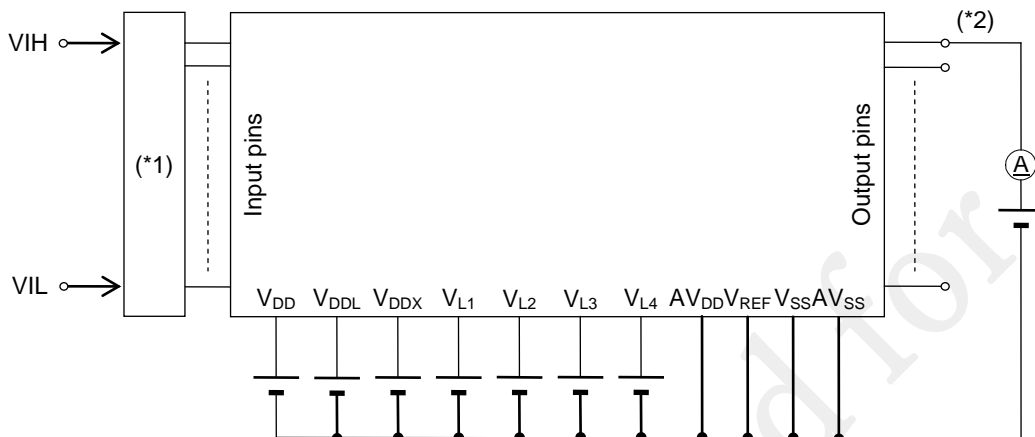 (*2)
VIH
(*1)
Input pins
Output pins
A
VIL
VDD VDDL VDDX VL1 VL2 VL3 VL4 AVDD VREF VSS AVSS
d for